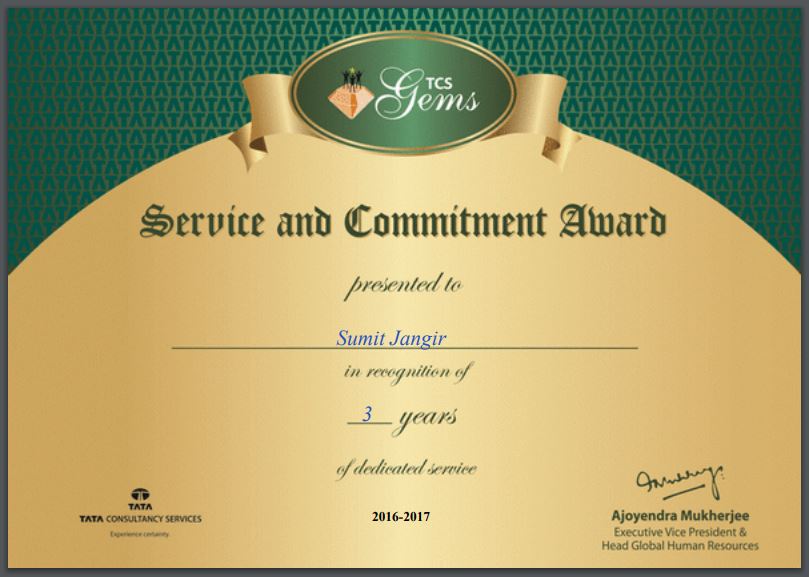 TCS
Gems
Service and Commitment Award
presented to
Sumit Jangir
in recognition of
3 years
of dedicated service
TATA
TATA CONSULTANCY SERVICES
Experience certainty.
2016-2017
Ajoyendra Mukherjee
Executive Vice President &
Head Global Human Resources